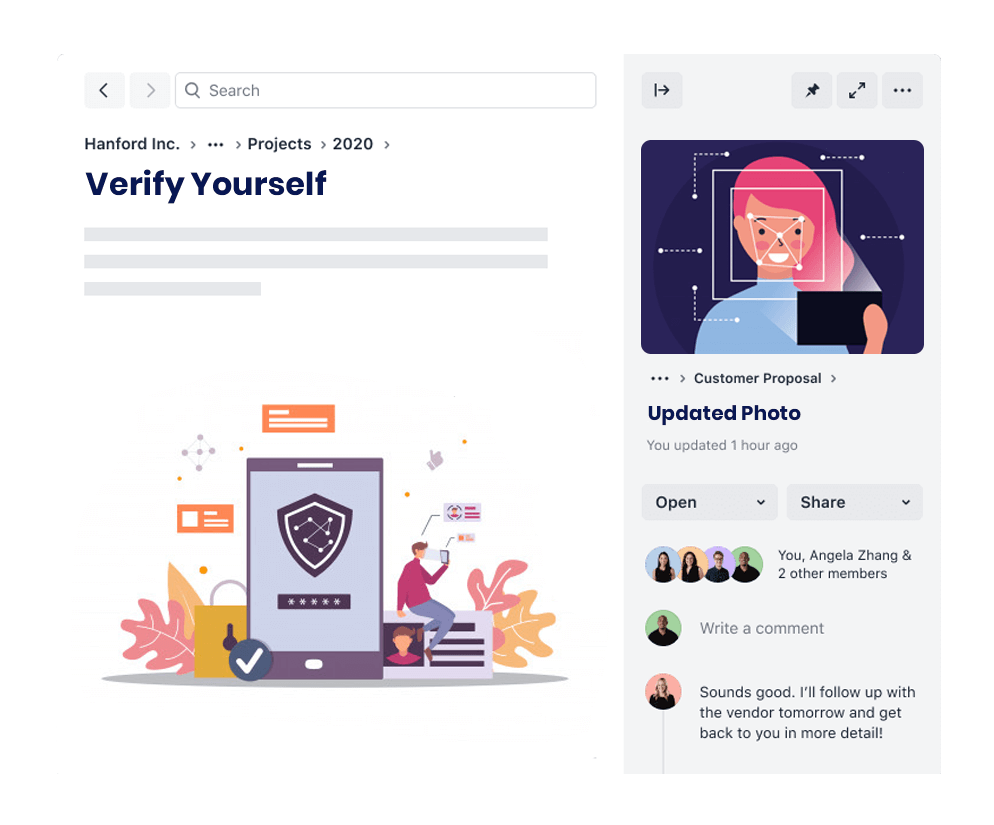 Search
Hanford Inc. > ••• > Projects > 2020 >
Verify Yourself
*****
••• > Customer Proposal >
Updated Photo
You updated 1 hour ago
Open
Share
You, Angela Zhang &
2 other members
Write a comment
Sounds good. I’ll follow up with
the vendor tomorrow and get
back to you in more detail!